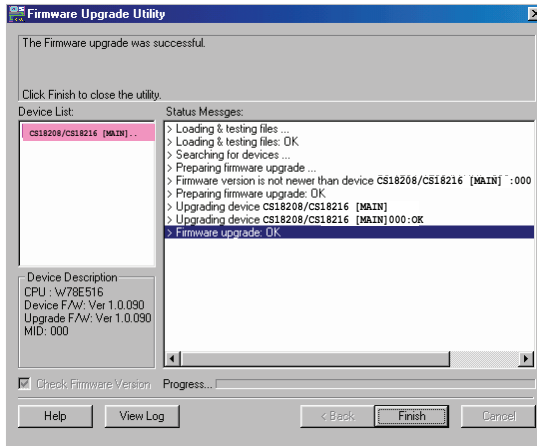 Firmware Upgrade Utility
The Firmware upgrade was successful.
Click Finish to close the utility.
Device List:
CS18208/CS18216 [MAIN]..
Status Messges:
> Loading & testing files ...
> Loading & testing files: OK
> Searching for devices ...
> Preparing firmware upgrade ...
> Firmware version is not newer than device CS18208/CS18216 [MAIN] :000
> Preparing firmware upgrade: OK
> Upgrading device CS18208/CS18216 [MAIN]
> Upgrading device CS18208/CS18216 [MAIN]000:OK
> Firmware upgrade: OK
Device Description
CPU : W78E516
Device F/W: Ver 1.0.090
Upgrade F/W: Ver 1.0.090
MID: 000
Check Firmware Version
Progress...
Help
View Log
< Back
Finish
Cancel